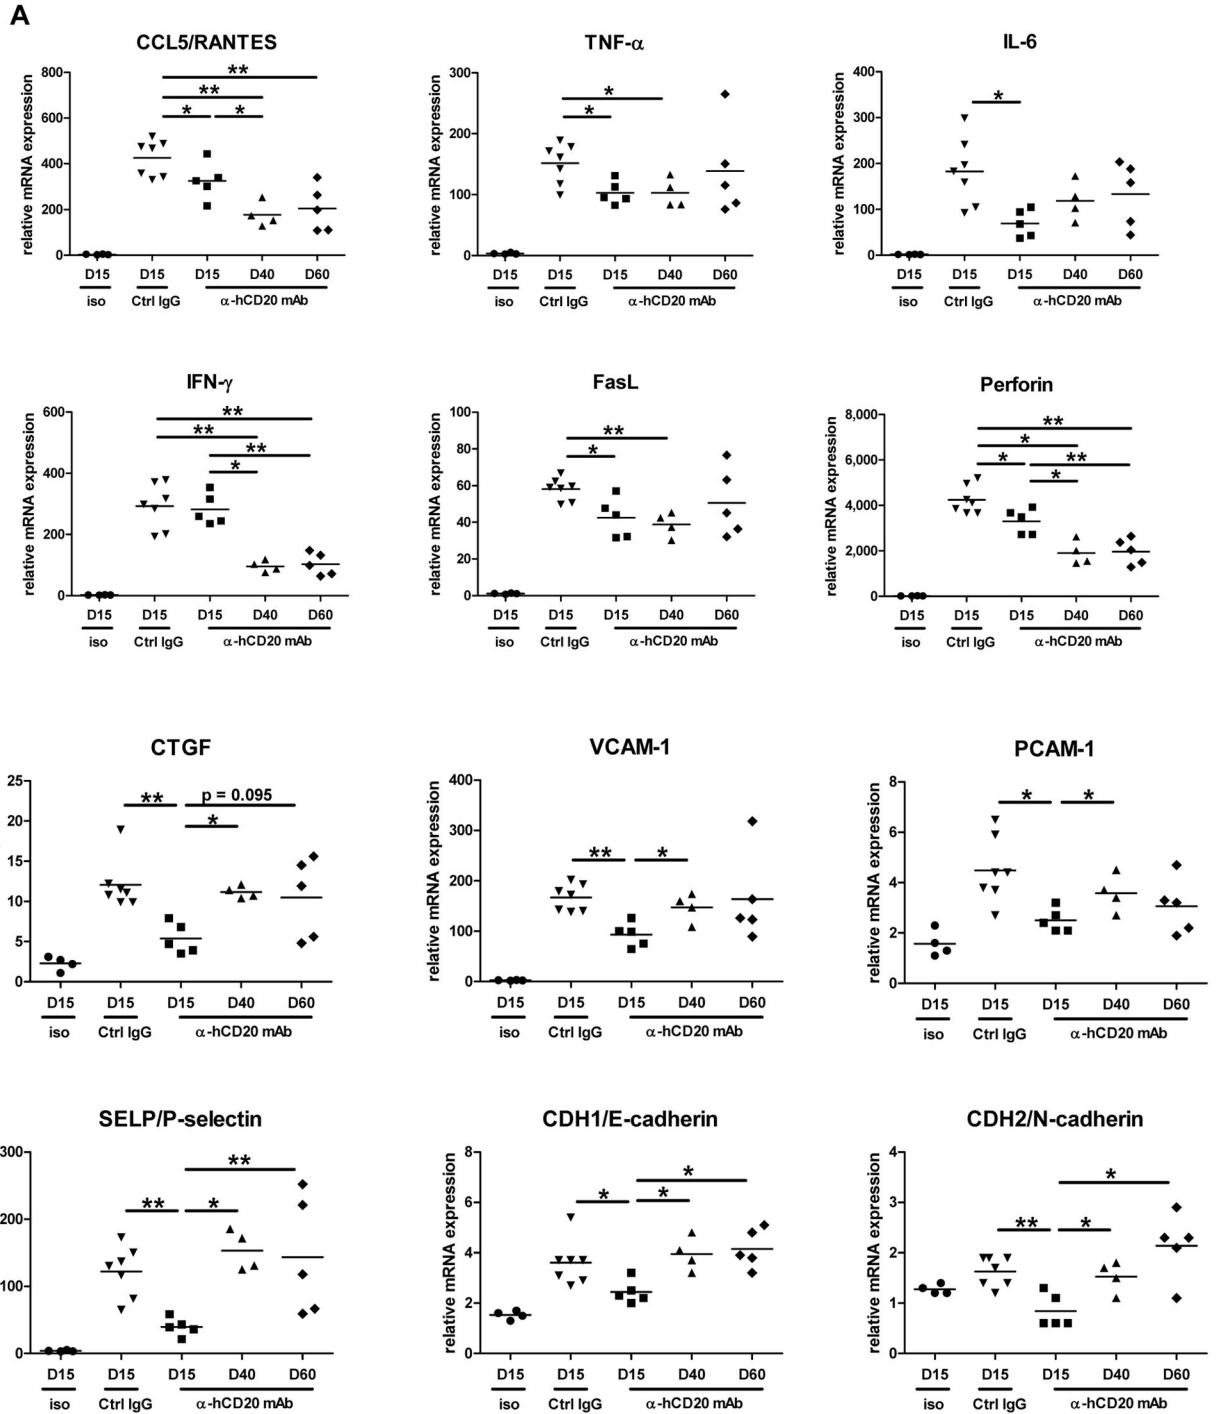 A
CCL5/RANTES
relative mRNA expression
800
600
400
200
0
** ** * *
D15 D15 D15 D40 D60
iso Ctrl IgG α-hCD20 mAb
TNF-α
relative mRNA expression
300
200
100
0
* *
D15 D15 D15 D40 D60
iso Ctrl IgG α-hCD20 mAb
IL-6
relative mRNA expression
400
300
200
100
0
*
D15 D15 D15 D40 D60
iso Ctrl IgG α-hCD20 mAb
IFN-γ
relative mRNA expression
600
400
200
0
** ** ** *
D15 D15 D15 D40 D60
iso Ctrl IgG α-hCD20 mAb
FasL
relative mRNA expression
100
80
60
40
20
0
** *
D15 D15 D15 D40 D60
iso Ctrl IgG α-hCD20 mAb
Perforin
relative mRNA expression
8,000
6,000
4,000
2,000
0
** * * ** *
D15 D15 D15 D40 D60
iso Ctrl IgG α-hCD20 mAb
CTGF
25
20
15
10
5
0
** p = 0.095 *
D15 D15 D15 D40 D60
iso Ctrl IgG α-hCD20 mAb
VCAM-1
relative mRNA expression
400
300
200
100
0
** *
D15 D15 D15 D40 D60
iso Ctrl IgG α-hCD20 mAb
PCAM-1
relative mRNA expression
8
6
4
2
0
* *
D15 D15 D15 D40 D60
iso Ctrl IgG α-hCD20 mAb
SELP/P-selectin
300
200
100
0
** ** *
D15 D15 D15 D40 D60
iso Ctrl IgG α-hCD20 mAb
CDH1/E-cadherin
relative mRNA expression
8
6
4
2
0
* * *
D15 D15 D15 D40 D60
iso Ctrl IgG α-hCD20 mAb
CDH2/N-cadherin
relative mRNA expression
4
3
2
1
0
* ** *
D15 D15 D15 D40 D60
iso Ctrl IgG α-hCD20 mAb